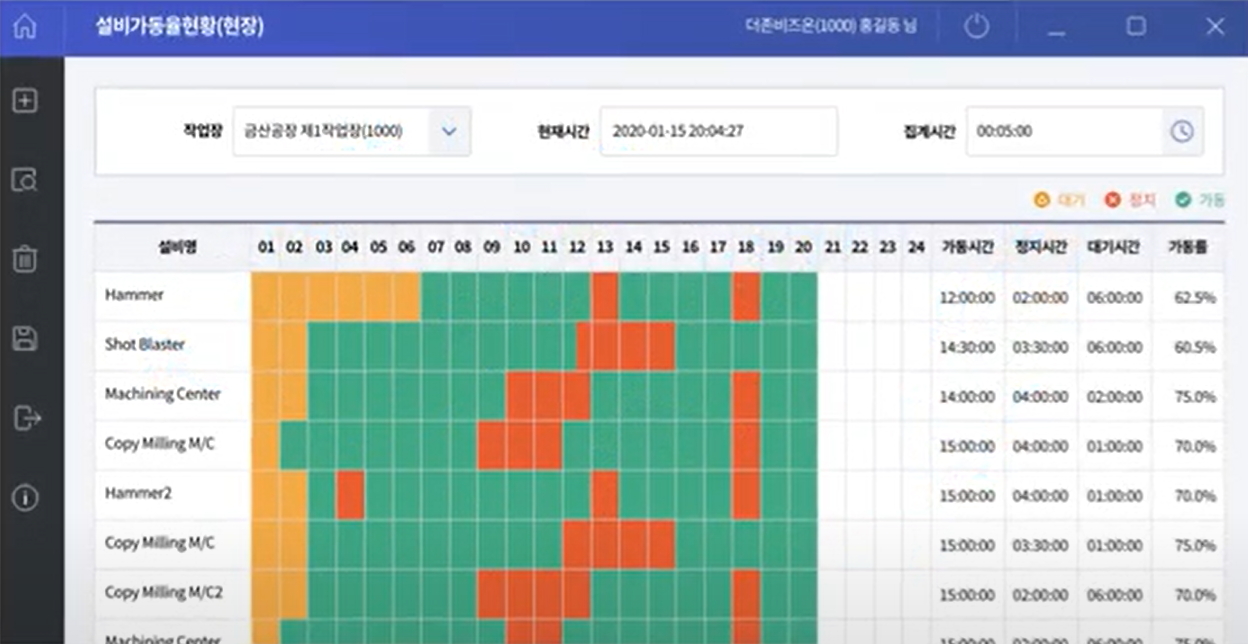 설비가동율현황(현장) 더존비즈온(1000) 홍길동 님
작업장 금산공장 제1작업장(1000) 현재시간 2020-01-15 20:04:27 집계시간 00:05:00
대기 정지 가동
설비명 01 02 03 04 05 06 07 08 09 10 11 12 13 14 15 16 17 18 19 20 21 22 23 24 가동시간 정지시간 대기시간 가동률
Hammer 12:00:00 02:00:00 06:00:00 62.5%
Shot Blaster 14:30:00 03:30:00 06:00:00 60.5%
Machining Center 14:00:00 04:00:00 02:00:00 75.0%
Copy Milling M/C 15:00:00 04:00:00 01:00:00 70.0%
Hammer2 15:00:00 04:00:00 01:00:00 70.0%
Copy Milling M/C 15:00:00 03:30:00 01:00:00 75.0%
Copy Milling M/C2 15:00:00 02:00:00 06:00:00 70.0%
Machining Center